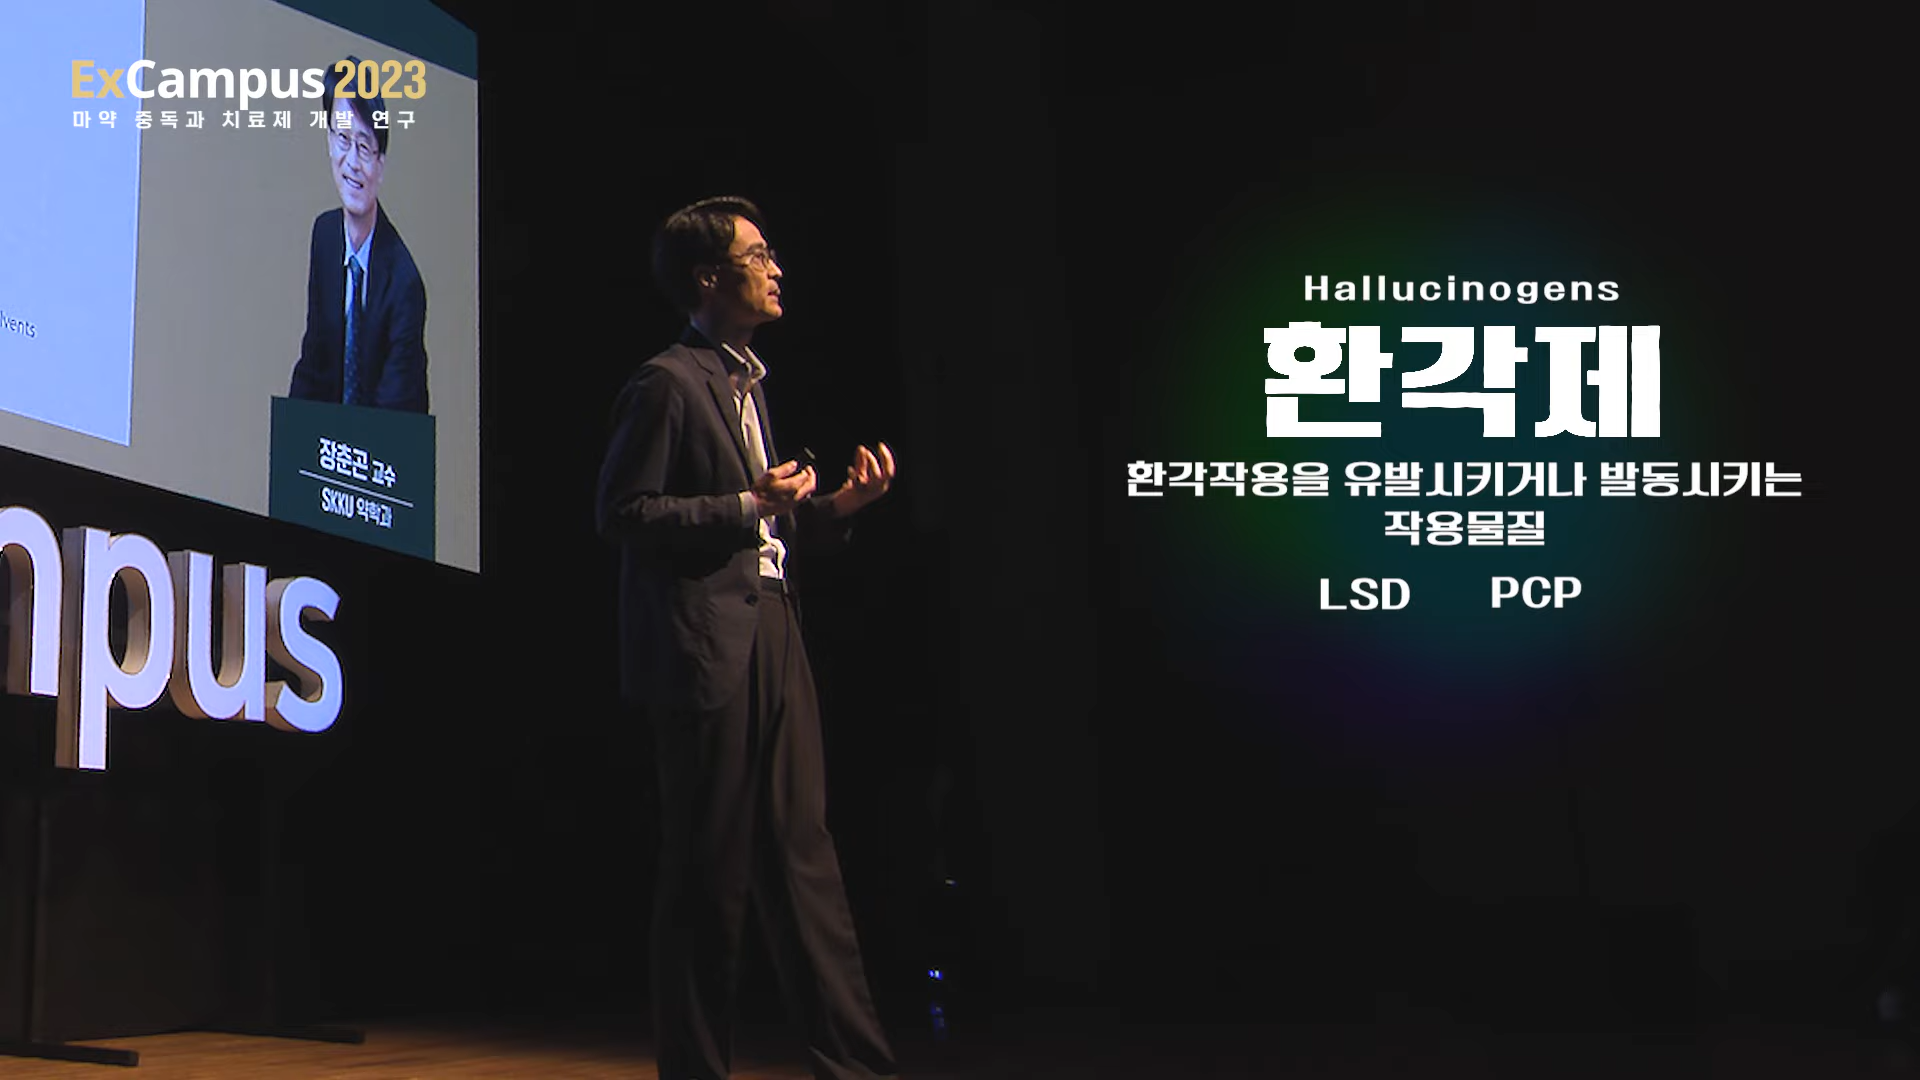 ExCampus 2023
마약 중독과 치료제 개발 연구
lvents
장춘곤 교수
SKKU 약학과
mpus
Hallucinogens
환각제
환각작용을 유발시키거나 발동시키는
작용물질
LSD PCP